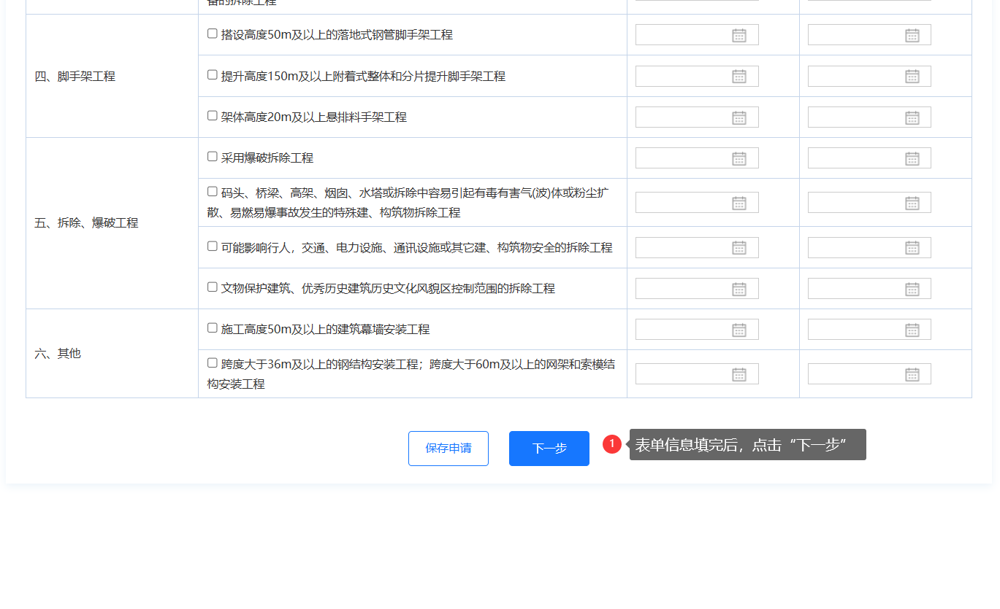 备的拆除工程
四、脚手架工程
搭设高度50m及以上的落地式钢管脚手架工程
提升高度150m及以上附着式整体和分片提升脚手架工程
架体高度20m及以上悬排料手架工程
五、拆除、爆破工程
采用爆破拆除工程
码头、桥梁、高架、烟囱、水塔或拆除中容易引起有毒有害气(波)体或粉尘扩
散、易燃易爆事故发生的特殊建、构筑物拆除工程
可能影响行人，交通、电力设施、通讯设施或其它建、构筑物安全的拆除工程
文物保护建筑、优秀历史建筑历史文化风貌区控制范围的拆除工程
六、其他
施工高度50m及以上的建筑幕墙安装工程
跨度大于36m及以上的钢结构安装工程；跨度大于60m及以上的网架和索模结
构安装工程
保存申请
下一步
1
表单信息填完后，点击“下一步”